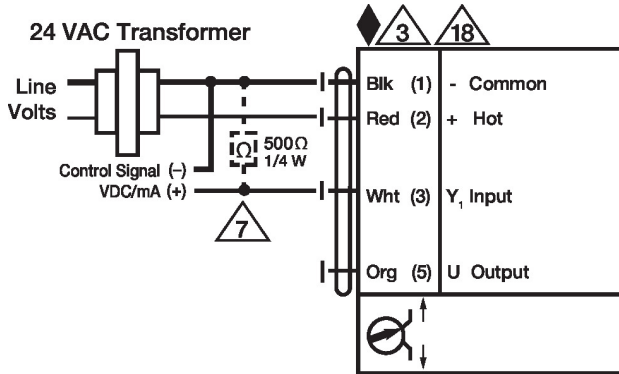 24 VAC Transformer
Line
Volts
3
18
Blk (1) - Common
Red (2) + Hot
Ω 500Ω
1/4 W
Control Signal (–)
VDC/mA (+)
Wht (3) Y₁ Input
7
Org (5) U Output